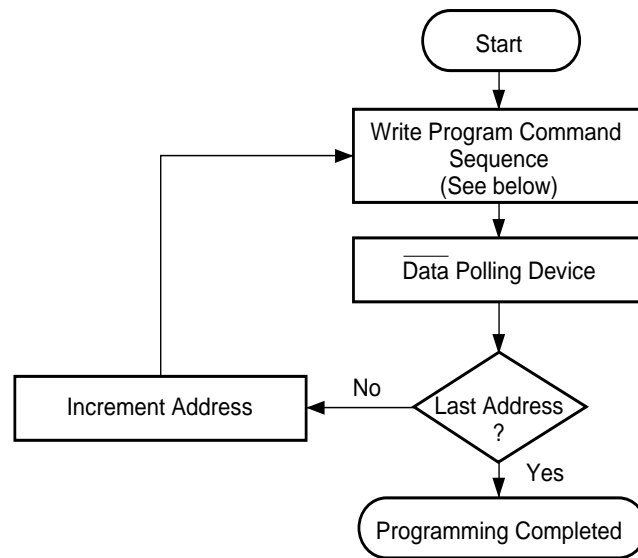 Start
Write Program Command
Sequence
(See below)
Data Polling Device
No
Increment Address
Last Address
?
Yes
Programming Completed